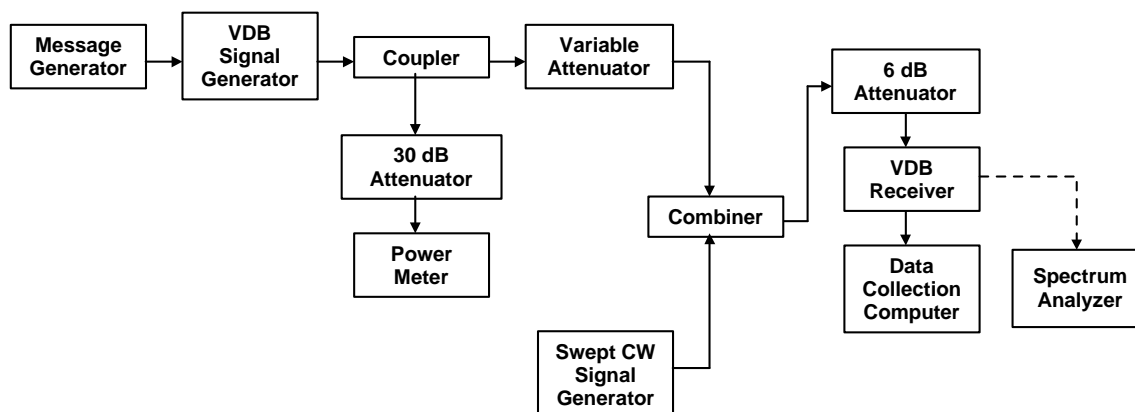 Message
Generator
VDB
Signal
Generator
Coupler
Variable
Attenuator
6 dB
Attenuator
30 dB
Attenuator
VDB
Receiver
Combiner
Power
Meter
Data
Collection
Computer
Spectrum
Analyzer
Swept CW
Signal
Generator